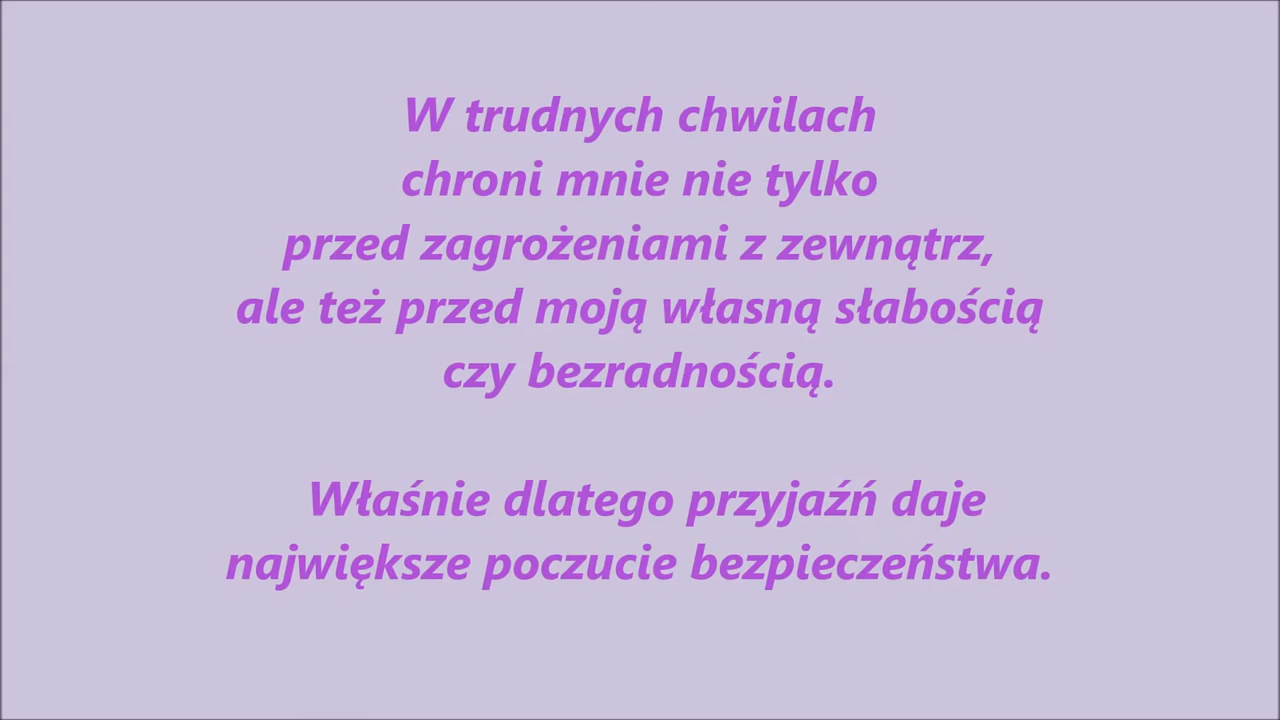 W trudnych chwilach
chroni mnie nie tylko
przed zagrożeniami z zewnątrz,
ale też przed moją własną słabością
czy bezradnością.
Właśnie dlatego przyjaźń daje
największe poczucie bezpieczeństwa.